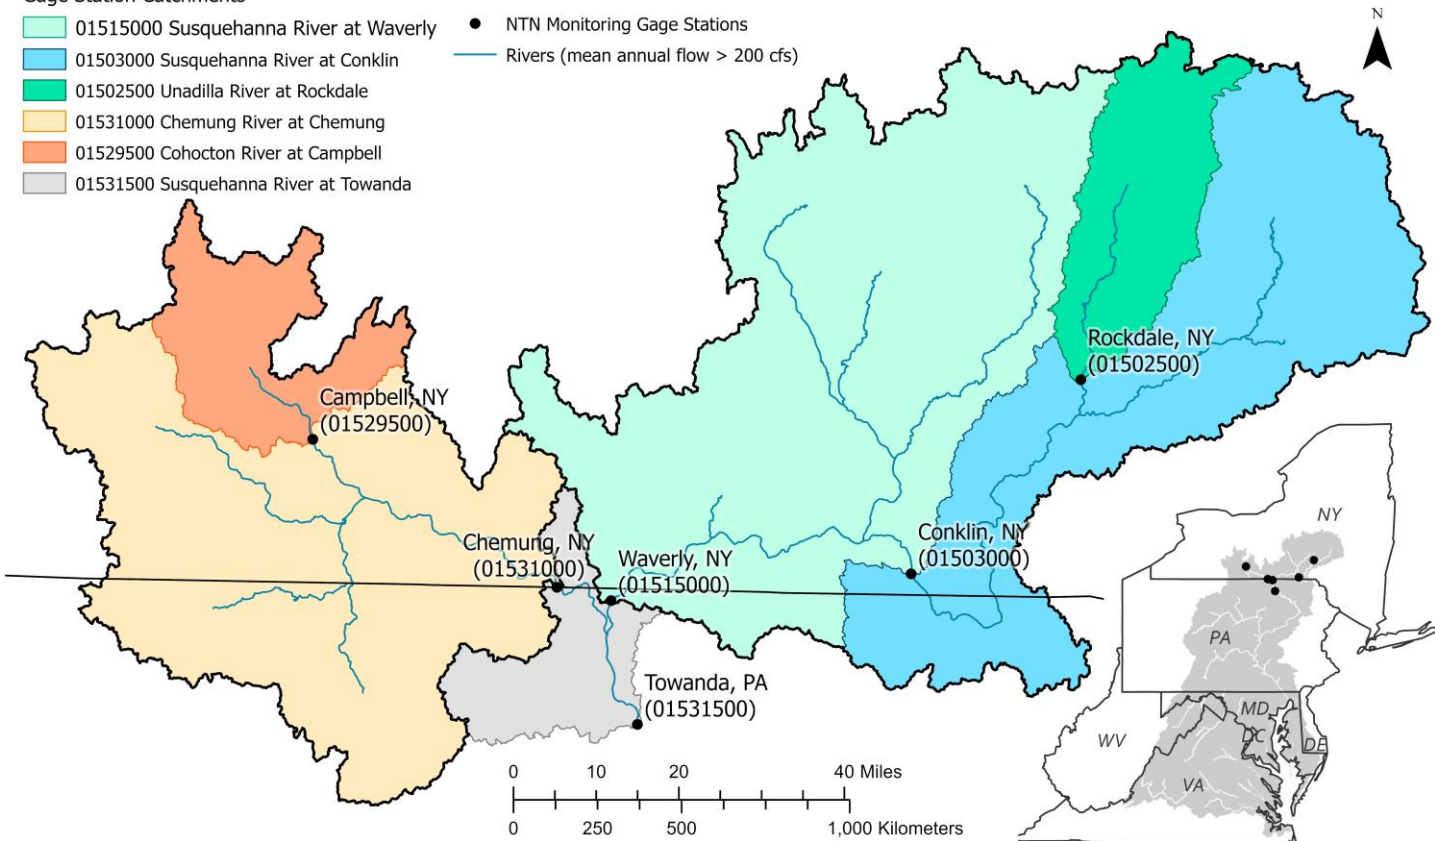 Gage Station Catchments
01515000 Susquehanna River at Waverly
01503000 Susquehanna River at Conklin
01502500 Unadilla River at Rockdale
01531000 Chemung River at Chemung
01529500 Cohocton River at Campbell
01531500 Susquehanna River at Towanda
NTN Monitoring Gage Stations
Rivers (mean annual flow > 200 cfs)
N
Rockdale, NY
(01502500)
Campbell, NY
(01529500)
Chemung, NY
(01531000)
Waverly, NY
(01515000)
Conklin, NY
(01503000)
Towanda, PA
(01531500)
0 10 20 40 Miles
0 250 500 1,000 Kilometers
NY
PA
MD
WV
DC
DE
VA